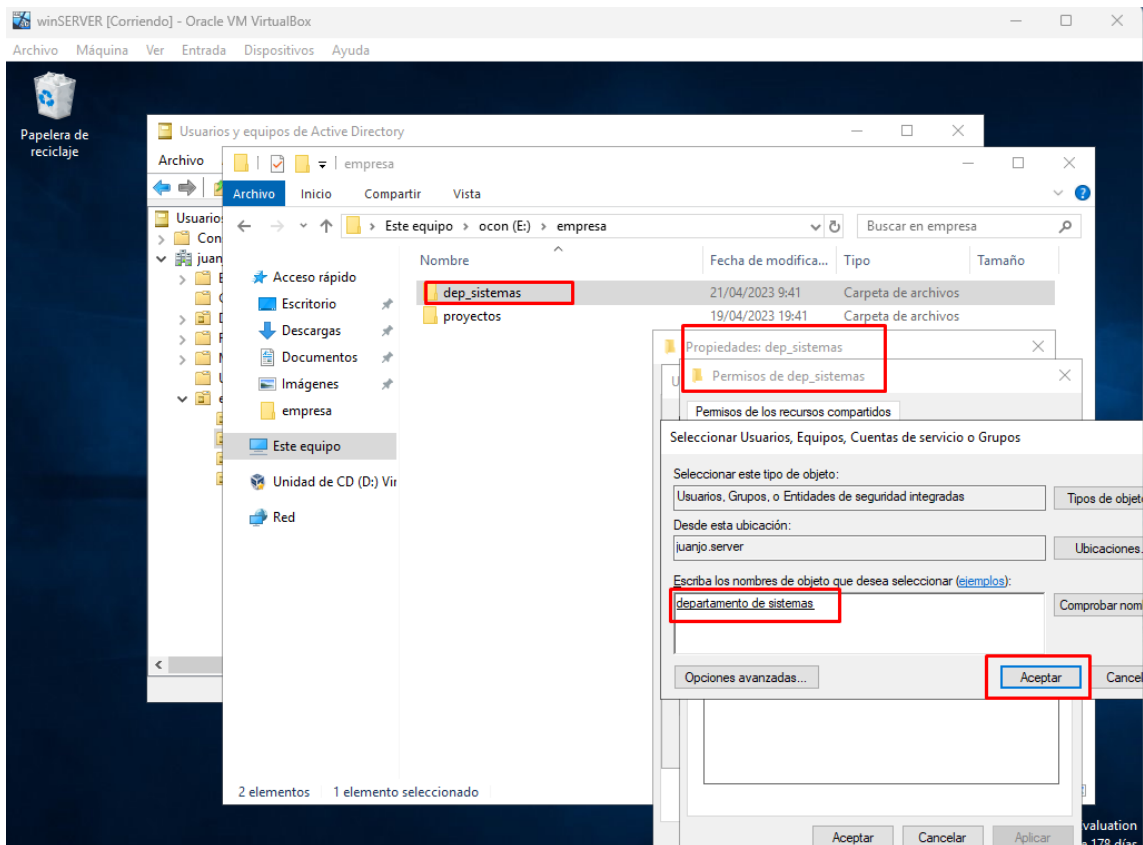 winSERVER [Corriendo] - Oracle VM VirtualBox
Archivo Máquina Ver Entrada Dispositivos Ayuda
Papelera de
reciclaje
Usuarios y equipos de Active Directory
Archivo
empresa
Archivo Inicio Compartir Vista
Este equipo > ocon (E:) > empresa
Buscar en empresa
Usuario
Con
juan
Nombre Fecha de modifica... Tipo Tamaño
Acceso rápido
Escritorio
Descargas
Documentos
Imágenes
empresa
Este equipo
Unidad de CD (D:) Vir
Red
dep_sistemas 21/04/2023 9:41 Carpeta de archivos
proyectos 19/04/2023 19:41 Carpeta de archivos
Propiedades: dep_sistemas
Permisos de dep_sistemas
Permisos de los recursos compartidos
Seleccionar Usuarios, Equipos, Cuentas de servicio o Grupos
Seleccionar este tipo de objeto:
Usuarios, Grupos, o Entidades de seguridad integradas
Tipos de objet
Desde esta ubicación:
juanjo.server
Ubicaciones.
Escriba los nombres de objeto que desea seleccionar (ejemplos):
departamento de sistemas
Comprobar nom
Opciones avanzadas... Aceptar Cancel
2 elementos 1 elemento seleccionado
Aceptar Cancelar Aplicar
valuation
178 días